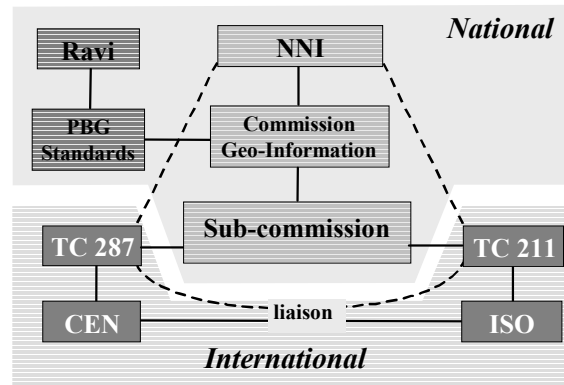 National
Ravi
NNI
PBG
Standards
Commission
Geo-Information
Sub-commission
TC 287
TC 211
liaison
CEN
ISO
International